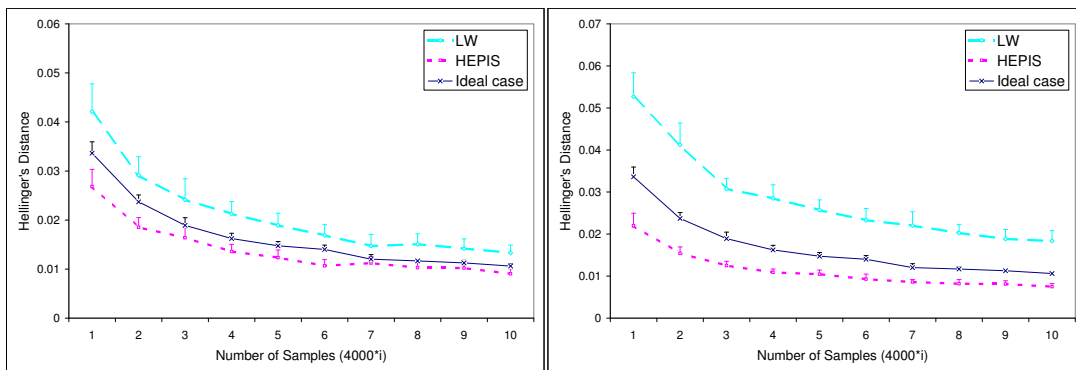 0.06
0.05
0.04
0.03
0.02
0.01
0
Hellinger's Distance
1 2 3 4 5 6 7 8 9 10
Number of Samples (4000*i)
LW
HEPIS
Ideal case
0.07
0.06
0.05
0.04
0.03
0.02
0.01
0
Hellinger's Distance
1 2 3 4 5 6 7 8 9 10
Number of Samples (4000*i)
LW
HEPIS
Ideal case